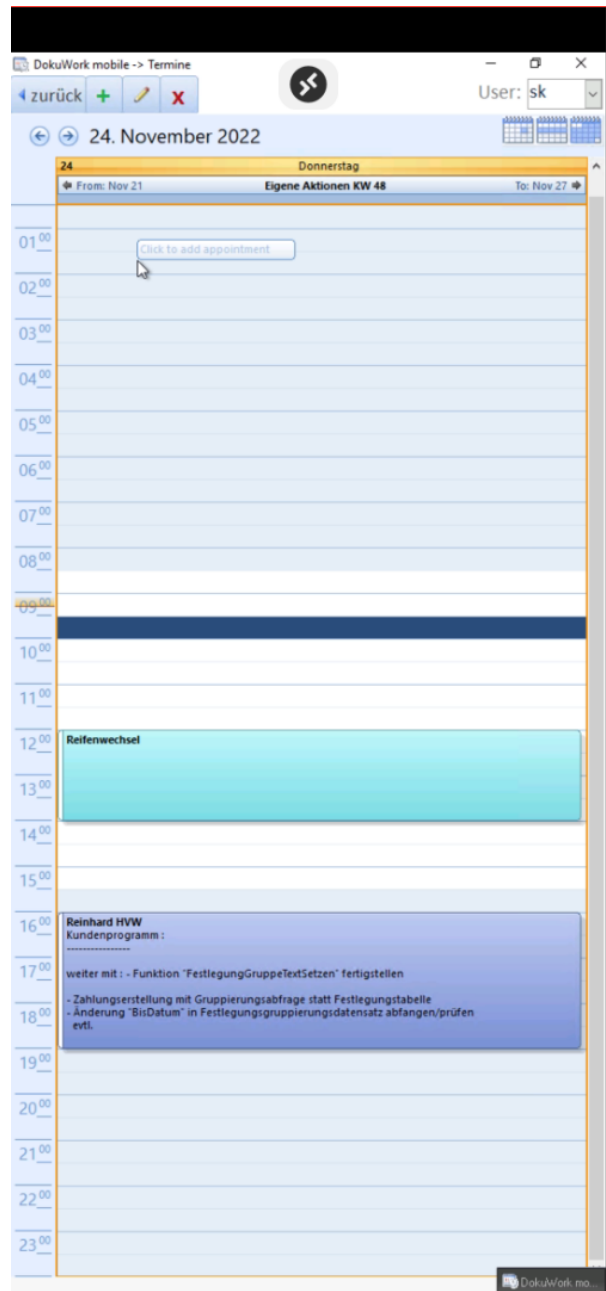 DokuWork mobile -> Termine
zurück + x User: sk
24. November 2022
24 Donnerstag
From: Nov 21 Eigene Aktionen KW 48 To: Nov 27
01 00
Click to add appointment
02 00
03 00
04 00
05 00
06 00
07 00
08 00
09 00
10 00
11 00
12 00
Reifenwechsel
13 00
14 00
15 00
16 00
Reinhard HVW
Kundenprogramm :
----------------
17 00
weiter mit : - Funktion "FestlegungGruppeTextSetzen" fertigstellen
- Zahlungserstellung mit Gruppierungsabfrage statt Festlegungstabelle
18 00
- Änderung "BisDatum" in Festlegungsgruppierungsdatensatz abfangen/prüfen
evtl.
19 00
20 00
21 00
22 00
23 00
DokuWork mo...